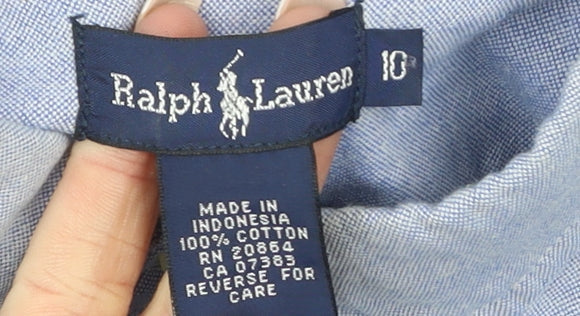 Ralph Lauren
10
MADE IN
INDONESIA
100% COTTON
RN 20864
CA 07383
REVERSE FOR
CARE